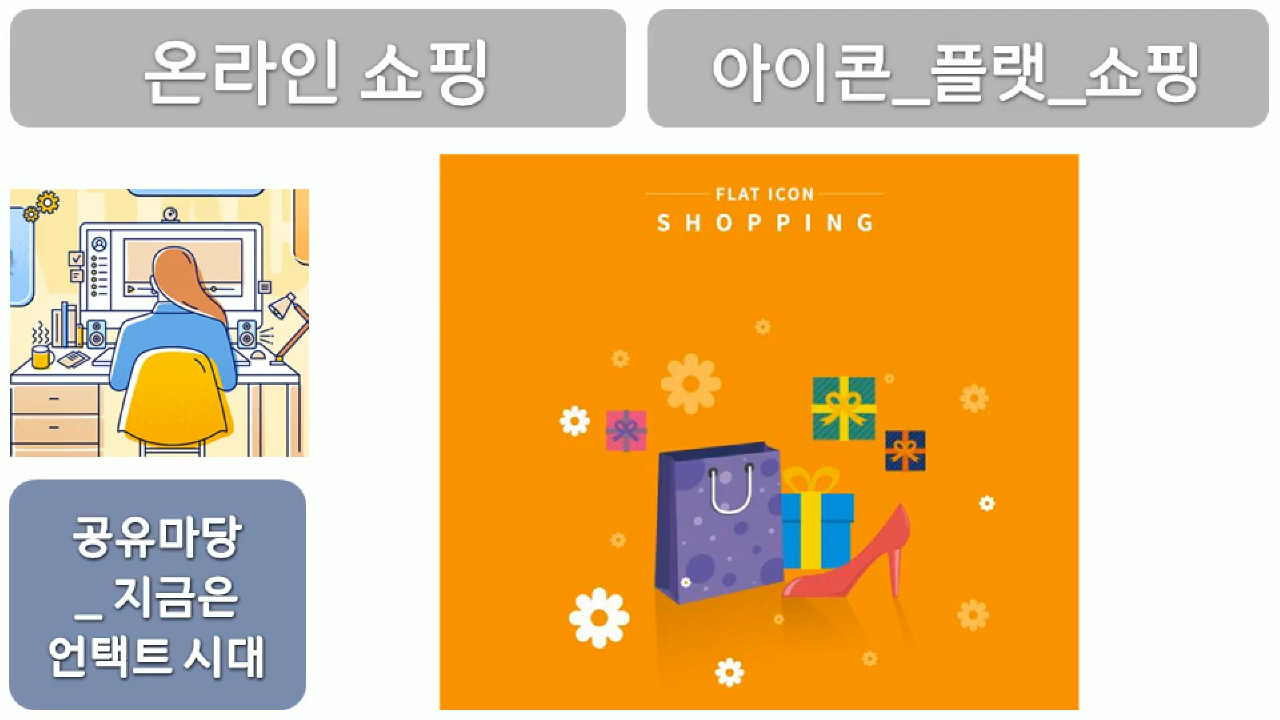 온라인 쇼핑
아이콘_플랫_쇼핑
FLAT ICON
SHOPPING
공유마당
_ 지금은
언택트 시대